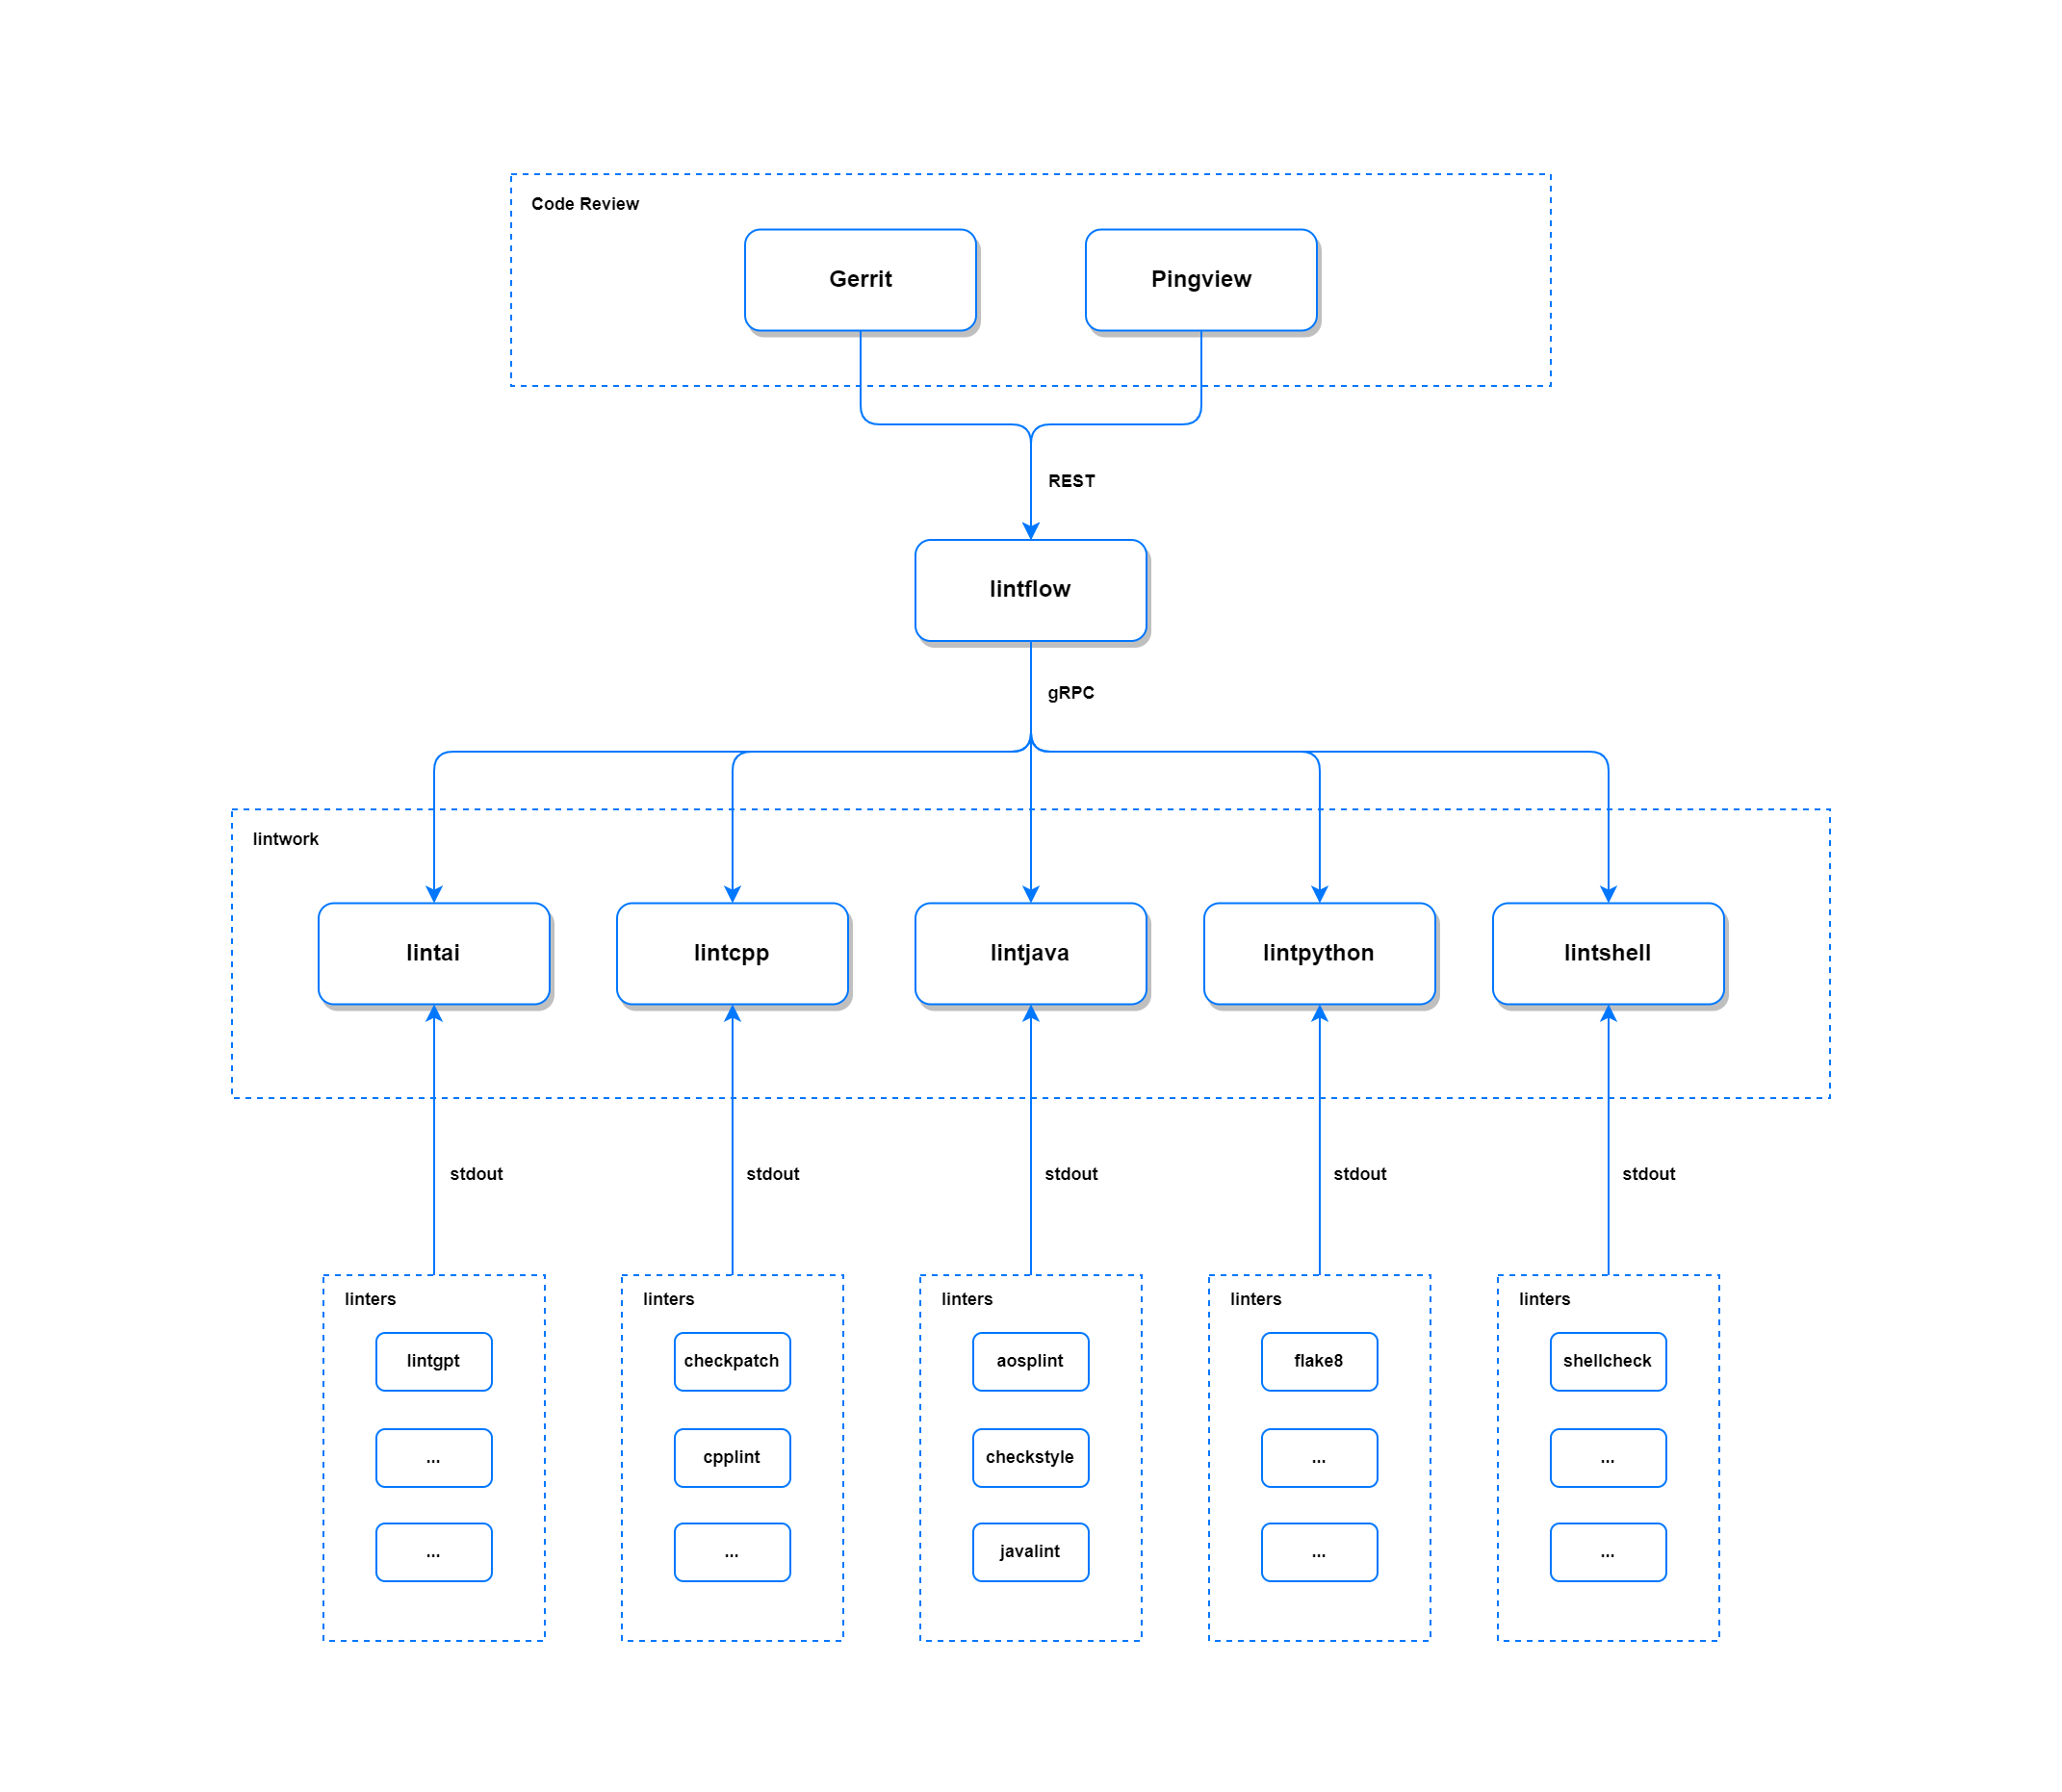 Code Review
Gerrit
Pingview
REST
lintflow
gRPC
lintwork
lintai
lintcpp
lintjava
lintpython
lintshell
stdout
stdout
stdout
stdout
stdout
linters
lintgpt
...
...
linters
checkpatch
cpplint
...
linters
aosplint
checkstyle
javalint
linters
flake8
...
...
linters
shellcheck
...
...